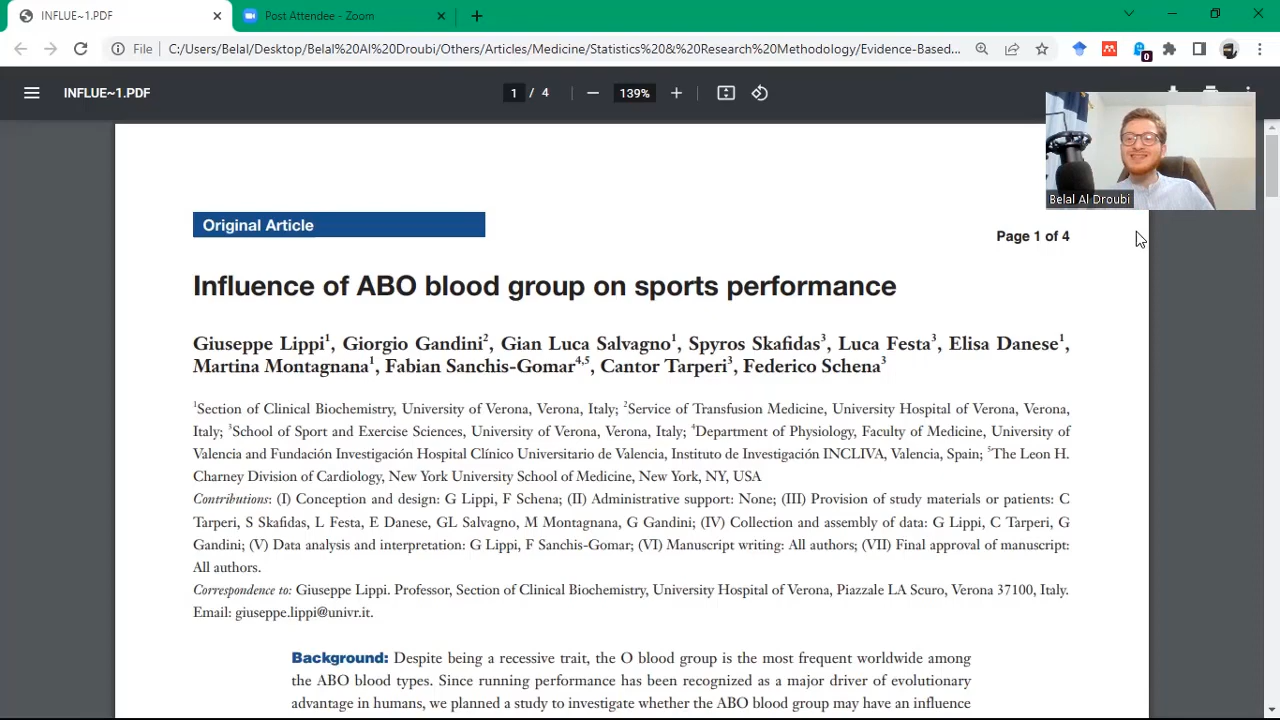 INFLUE~1.PDF
Post Attendee - Zoom
File
C:/Users/Belal/Desktop/Belal%20Al%20Droubi/Others/Articles/Medicine/Statistics%20&%20Research%20Methodology/Evidence-Based...
0
INFLUE~1.PDF
1 / 4
139%
Belal Al Droubi
Original Article
Page 1 of 4
Influence of ABO blood group on sports performance
Giuseppe Lippi1, Giorgio Gandini2, Gian Luca Salvagno1, Spyros Skafidas3, Luca Festa3, Elisa Danese1,
Martina Montagnana1, Fabian Sanchis-Gomar4,5, Cantor Tarperi3, Federico Schena3
1Section of Clinical Biochemistry, University of Verona, Verona, Italy; 2Service of Transfusion Medicine, University Hospital of Verona, Verona,
Italy; 3School of Sport and Exercise Sciences, University of Verona, Verona, Italy; 4Department of Physiology, Faculty of Medicine, University of
Valencia and Fundación Investigación Hospital Clínico Universitario de Valencia, Instituto de Investigación INCLIVA, Valencia, Spain; 5The Leon H.
Charney Division of Cardiology, New York University School of Medicine, New York, NY, USA
Contributions: (I) Conception and design: G Lippi, F Schena; (II) Administrative support: None; (III) Provision of study materials or patients: C
Tarperi, S Skafidas, L Festa, E Danese, GL Salvagno, M Montagnana, G Gandini; (IV) Collection and assembly of data: G Lippi, C Tarperi, G
Gandini; (V) Data analysis and interpretation: G Lippi, F Sanchis-Gomar; (VI) Manuscript writing: All authors; (VII) Final approval of manuscript:
All authors.
Correspondence to: Giuseppe Lippi. Professor, Section of Clinical Biochemistry, University Hospital of Verona, Piazzale LA Scuro, Verona 37100, Italy.
Email: giuseppe.lippi@univr.it.
Background: Despite being a recessive trait, the O blood group is the most frequent worldwide among
the ABO blood types. Since running performance has been recognized as a major driver of evolutionary
advantage in humans, we planned a study to investigate whether the ABO blood group may have an influence